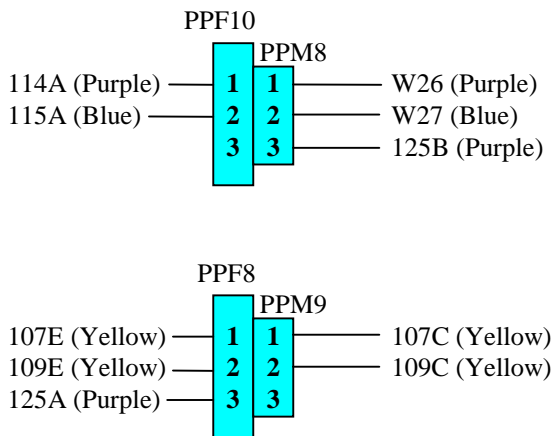 PPF10
PPM8
114A (Purple) 1 1 W26 (Purple)
115A (Blue) 2 2 W27 (Blue)
3 3 125B (Purple)
PPF8
PPM9
107E (Yellow) 1 1 107C (Yellow)
109E (Yellow) 2 2 109C (Yellow)
125A (Purple) 3 3